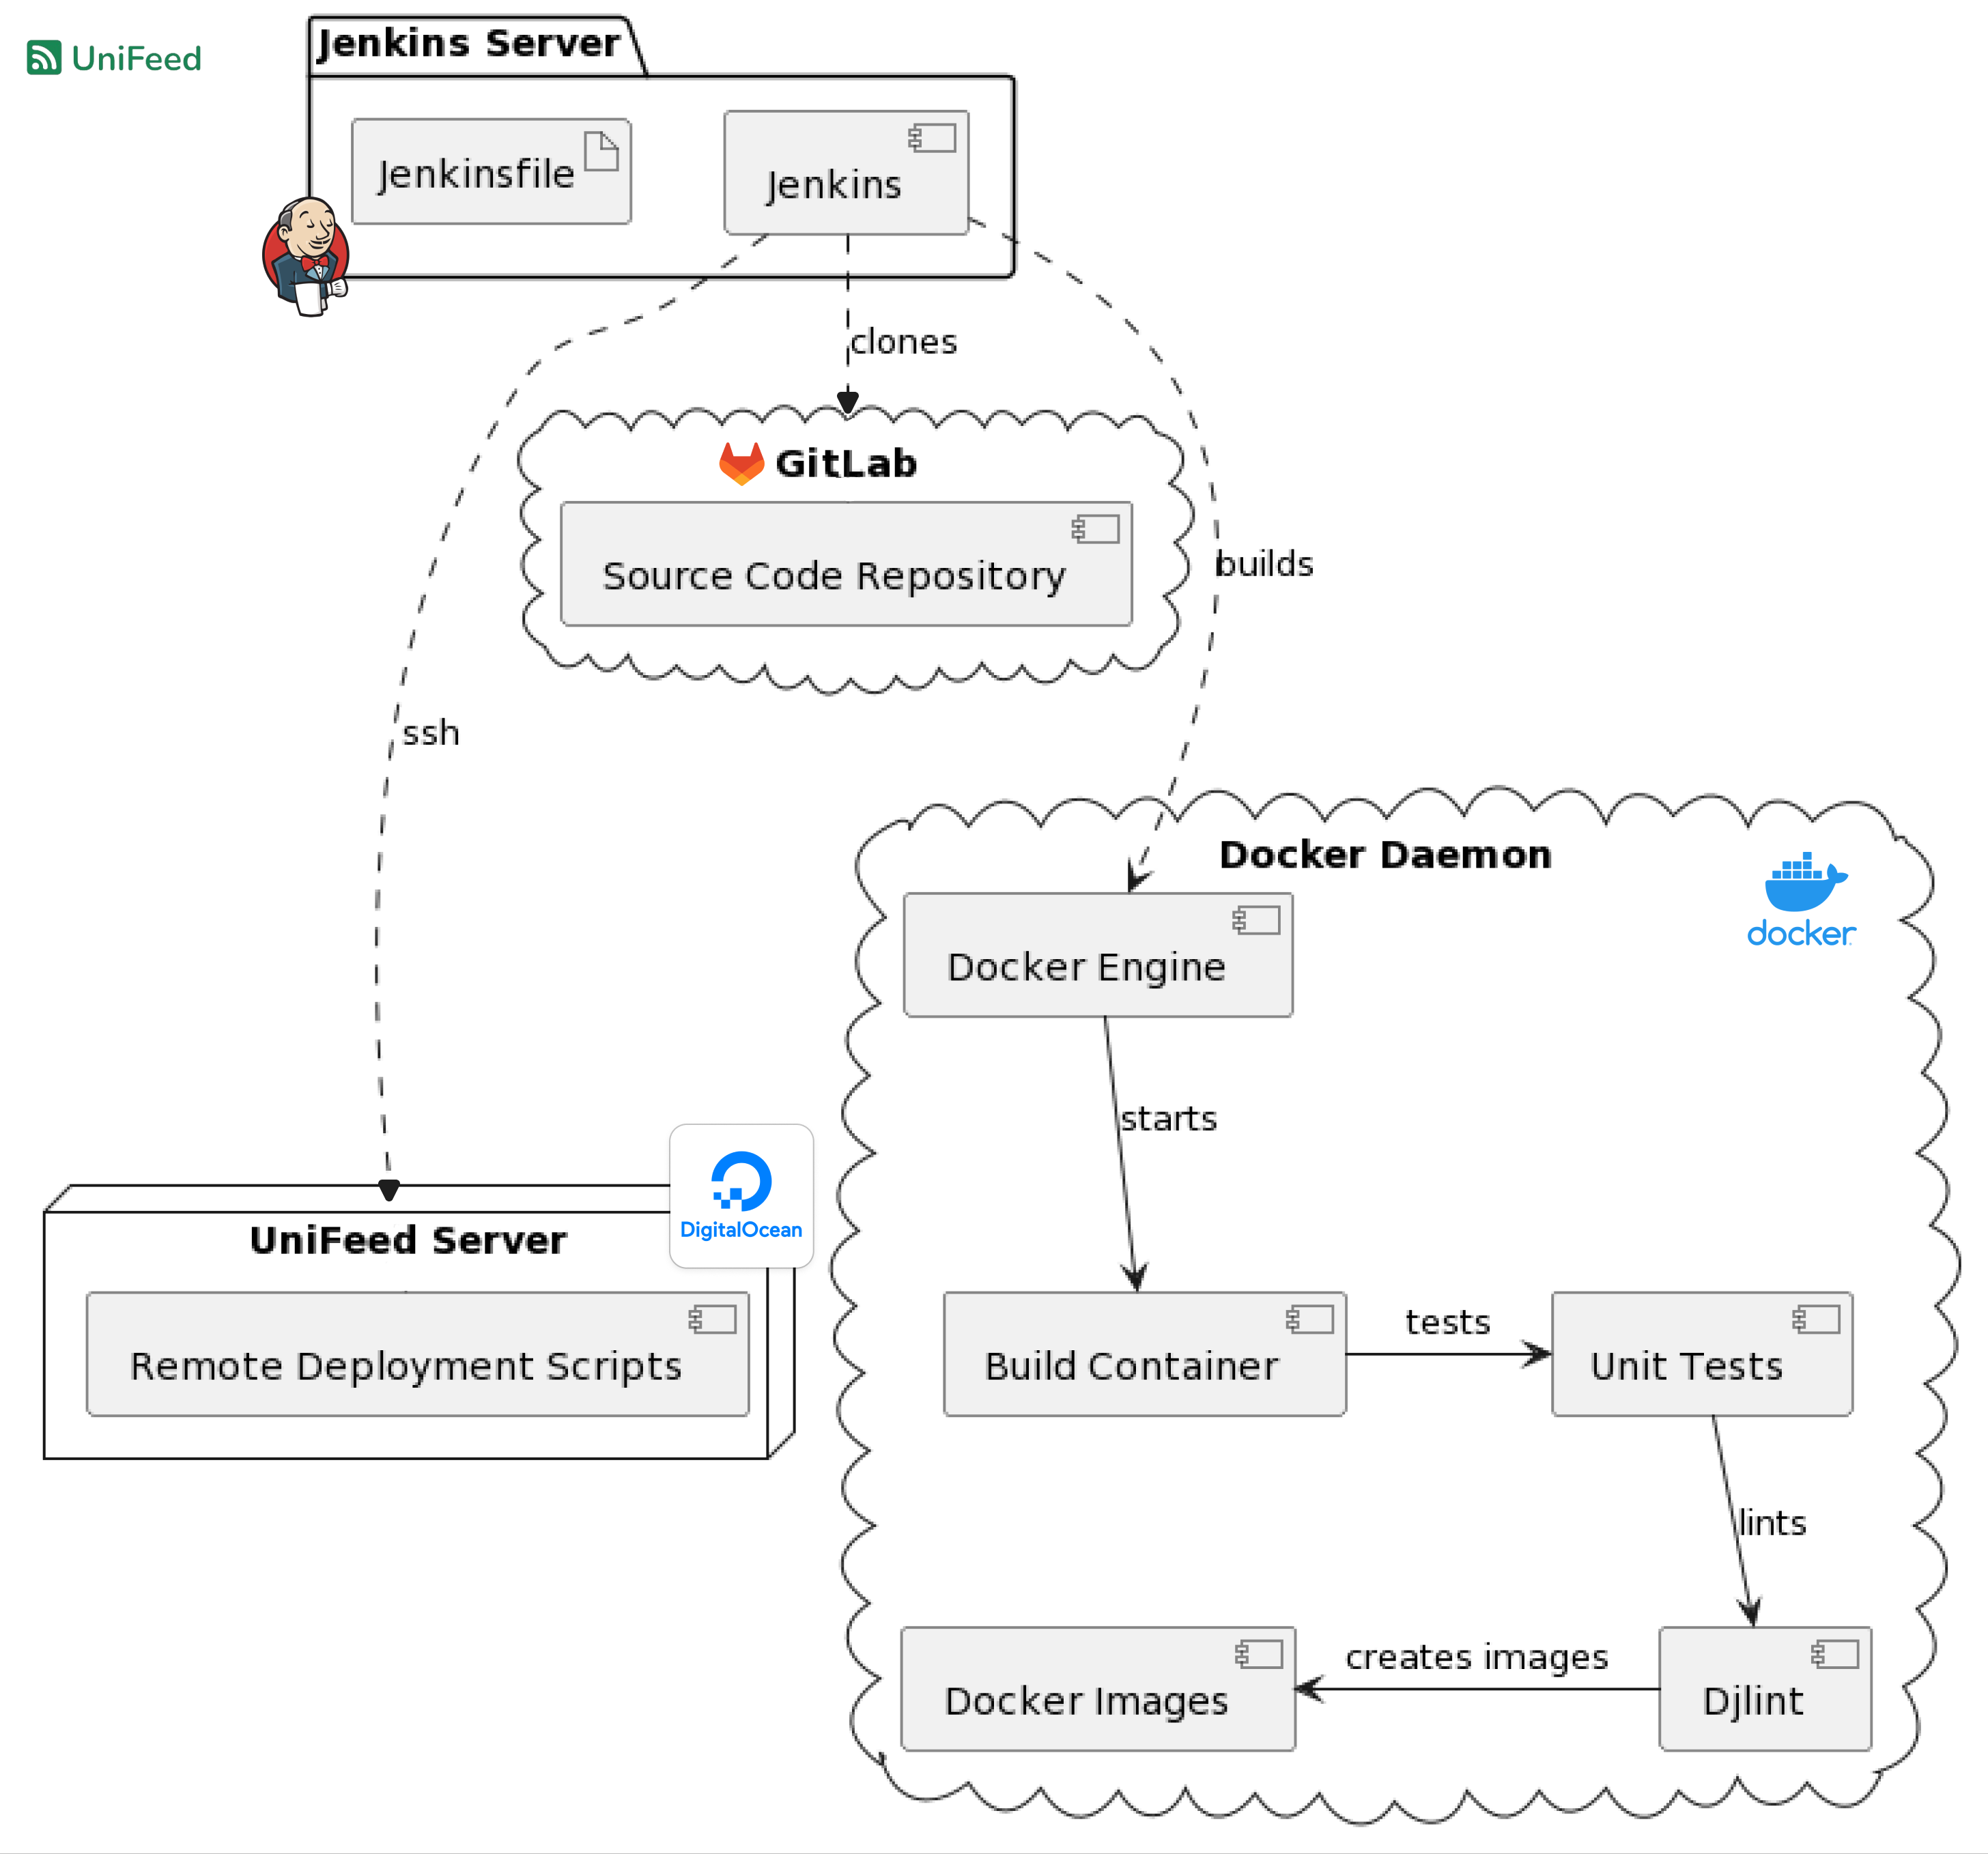 UniFeed
Jenkins Server
Jenkinsfile
Jenkins
clones
GitLab
Source Code Repository
builds
ssh
Docker Daemon
docker
Docker Engine
starts
DigitalOcean
UniFeed Server
Remote Deployment Scripts
Build Container
tests
Unit Tests
lints
Docker Images
creates images
Djlint